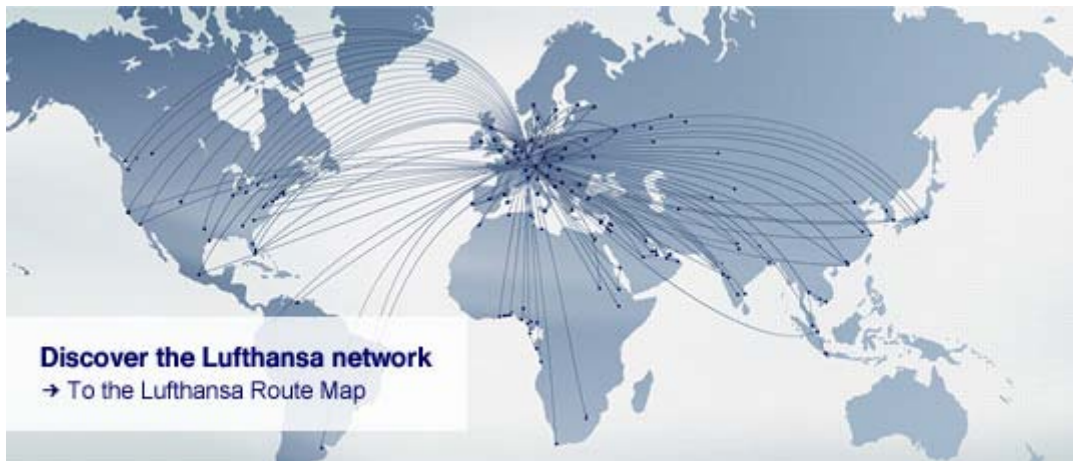 Discover the Lufthansa network
→ To the Lufthansa Route Map